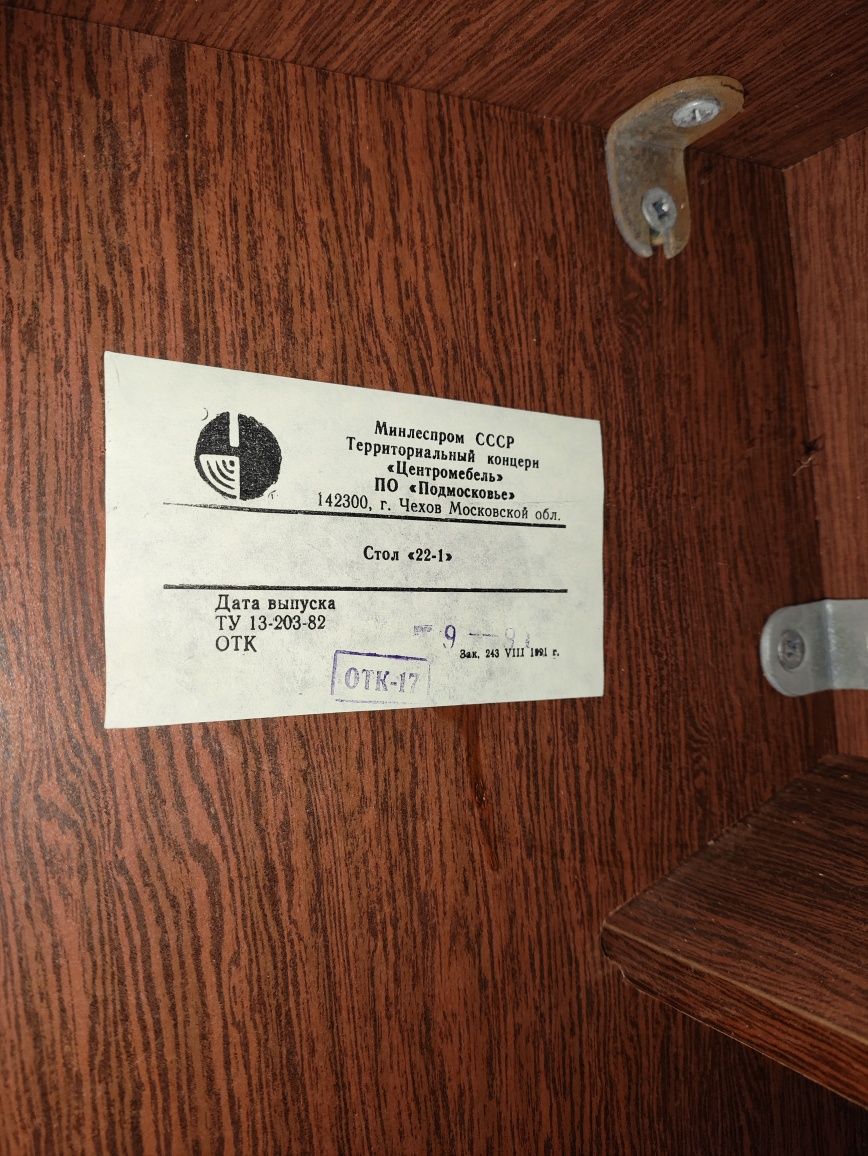 Минлеспром СССР
Территориальный концерн
«Центромебель»
ПО «Подмосковье»
142300, г. Чехов Московской обл.
Стол «22-1»
Дата выпуска
ТУ 13-203-82
ОТК
9
Зак. 243 VIII 1991 г.
ОТК-17